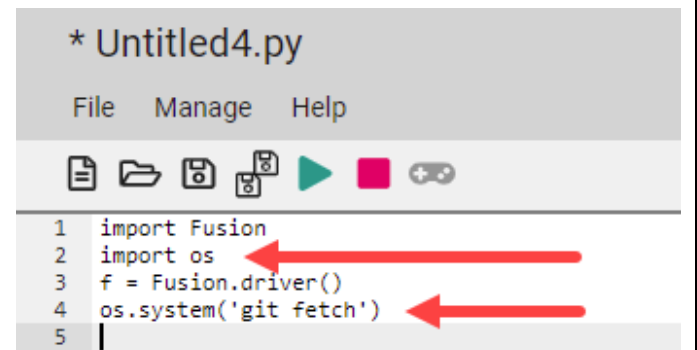 * Untitled4.py
File Manage Help
1 import Fusion
2 import os
3 f = Fusion.driver()
4 os.system('git fetch')
5